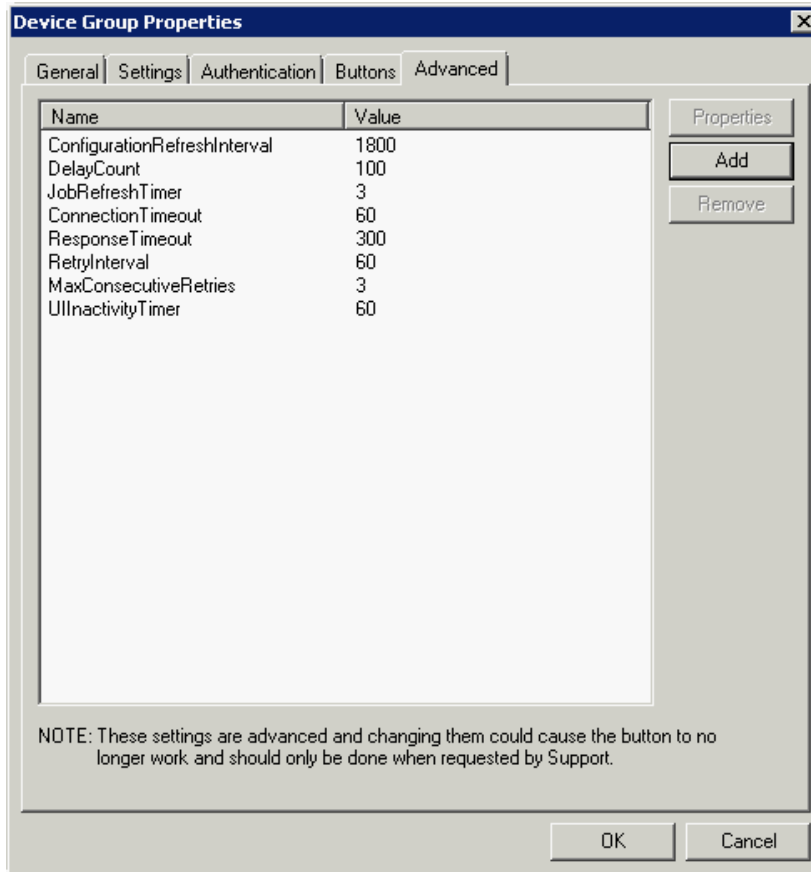 Device Group Properties
General Settings Authentication Buttons Advanced
Name Value
ConfigurationRefreshInterval 1800
DelayCount 100
JobRefreshTimer 3
ConnectionTimeout 60
ResponseTimeout 300
RetryInterval 60
MaxConsecutiveRetries 3
UIInactivityTimer 60
Properties
Add
Remove
NOTE: These settings are advanced and changing them could cause the button to no
longer work and should only be done when requested by Support.
OK Cancel